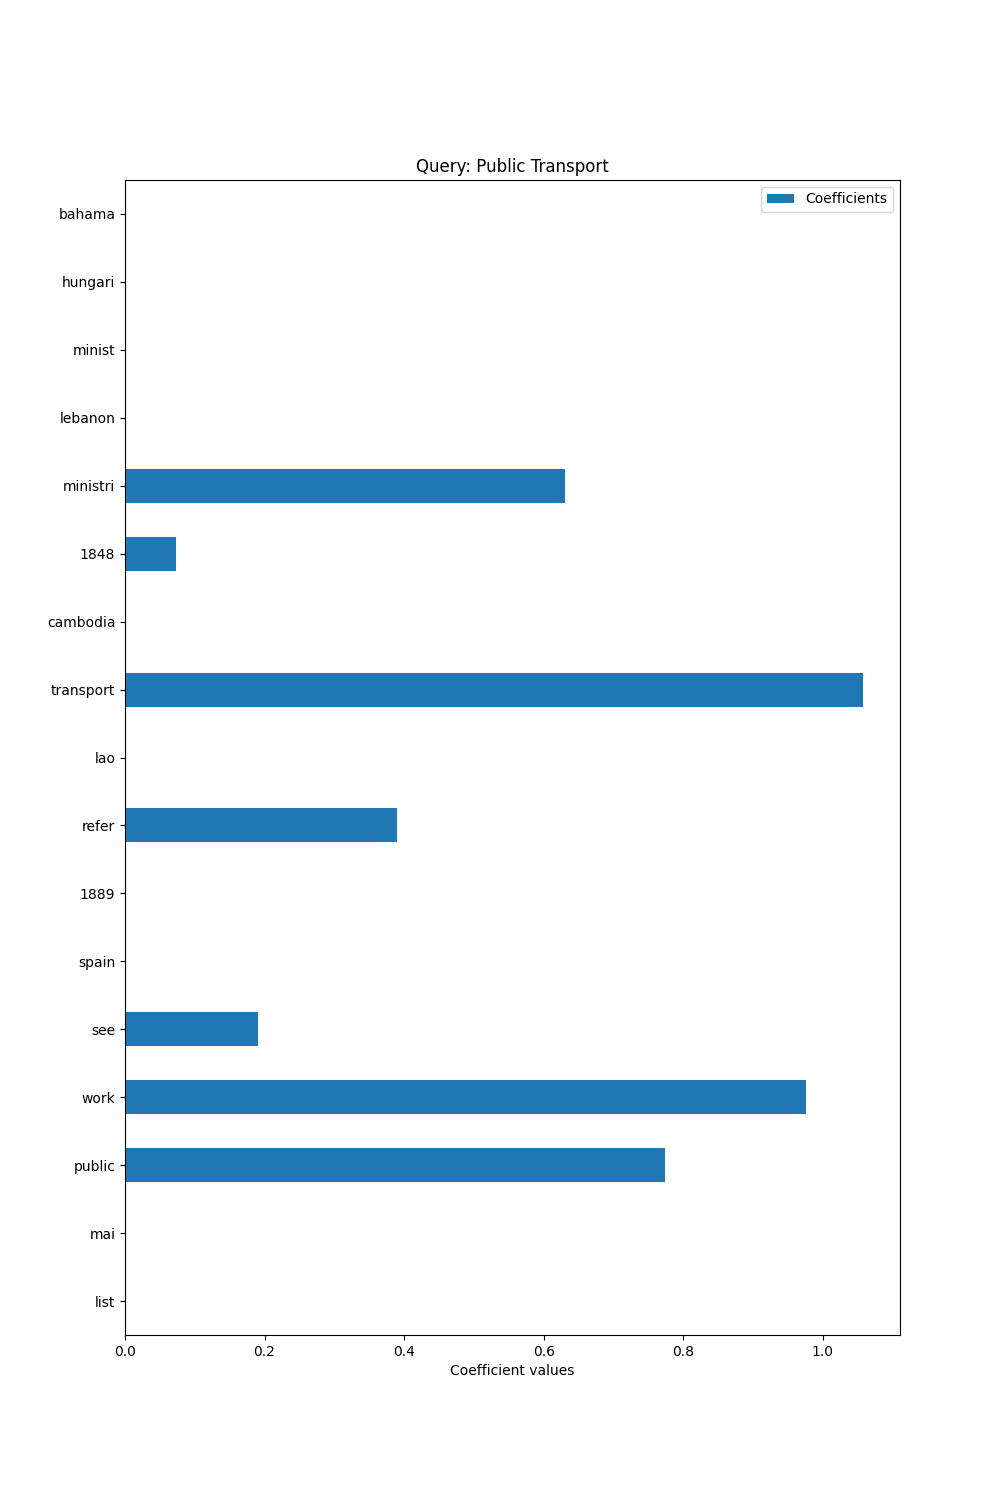 Query: Public Transport
Coefficients
bahama
hungari
minist
lebanon
ministri
1848
cambodia
transport
lao
refer
1889
spain
see
work
public
mai
list
0.0 0.2 0.4 0.6 0.8 1.0
Coefficient values